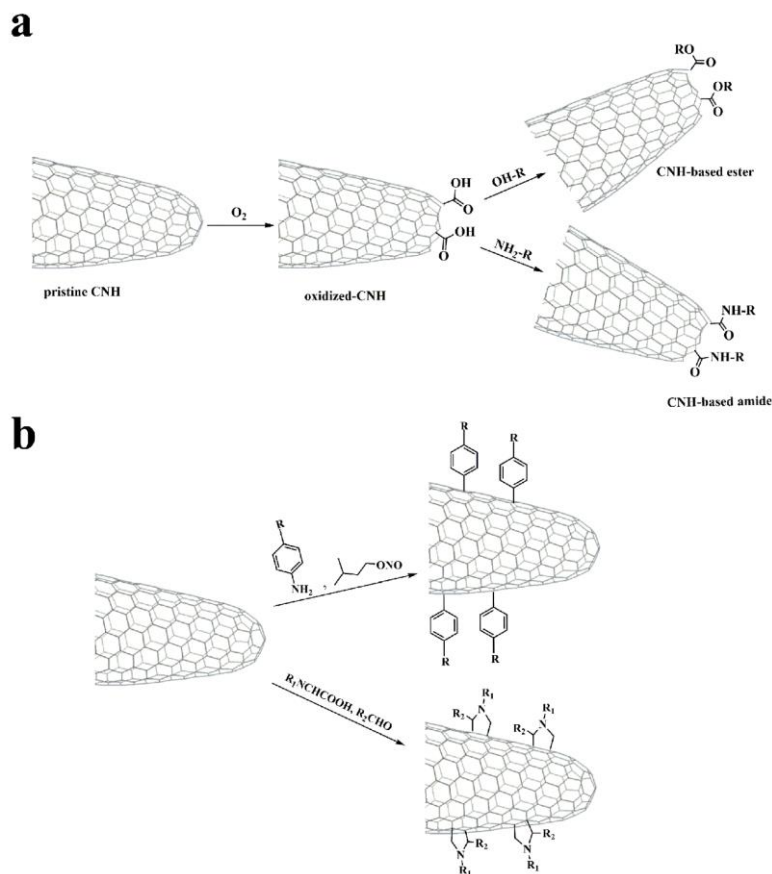 a
RO
O
OR
O
CNH-based ester
OH-R
OH
O
O₂
OH
O
NH₂-R
pristine CNH
oxidized-CNH
NH-R
O
NH-R
O
CNH-based amide
b
R
R
R
NH₂
,
ONO
R
R
R₁NCHCOOH, R₂CHO
R₁
N
R₂
R₁
N
R₂
N
R₁
R₂
N
R₁
R₂